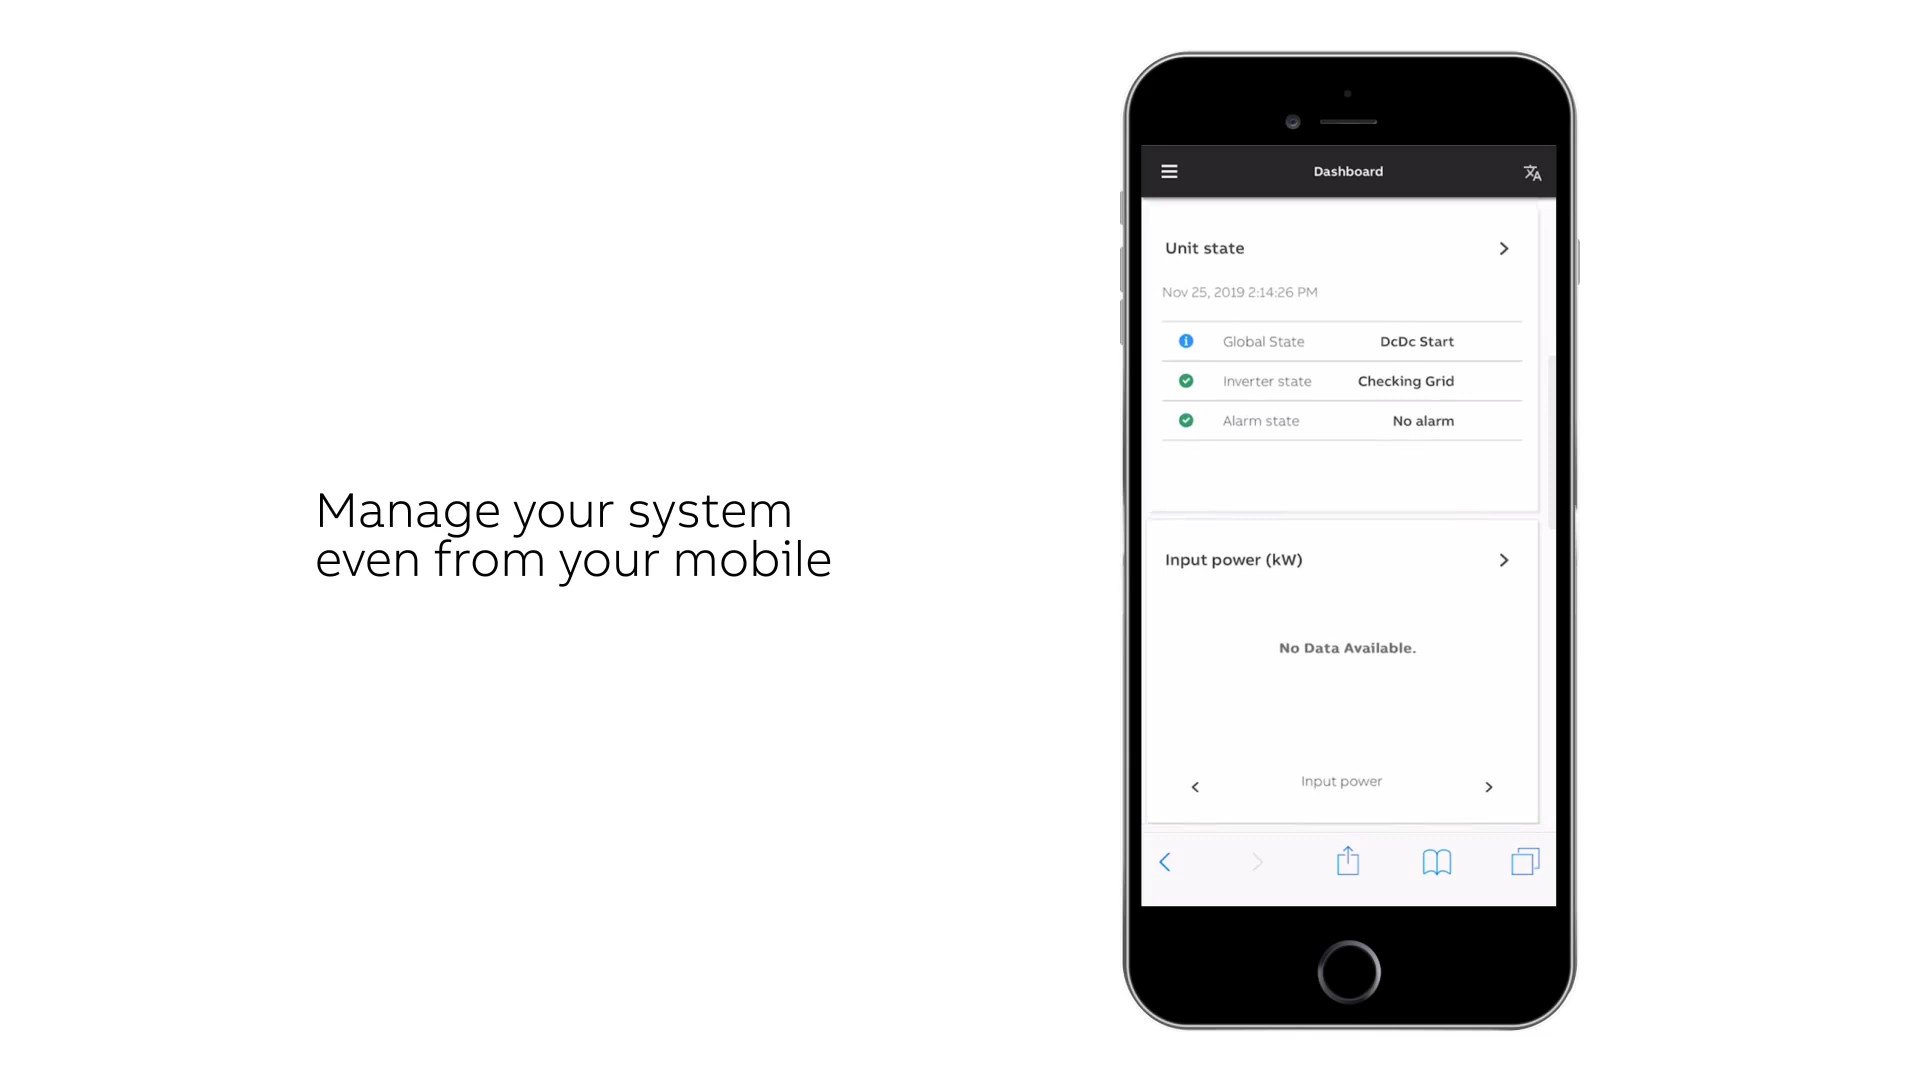 Manage your system
even from your mobile
Dashboard
Unit state
Nov 25, 2019 2:14:26 PM
Global State DcDc Start
Inverter state Checking Grid
Alarm state No alarm
Input power (kW)
No Data Available.
Input power